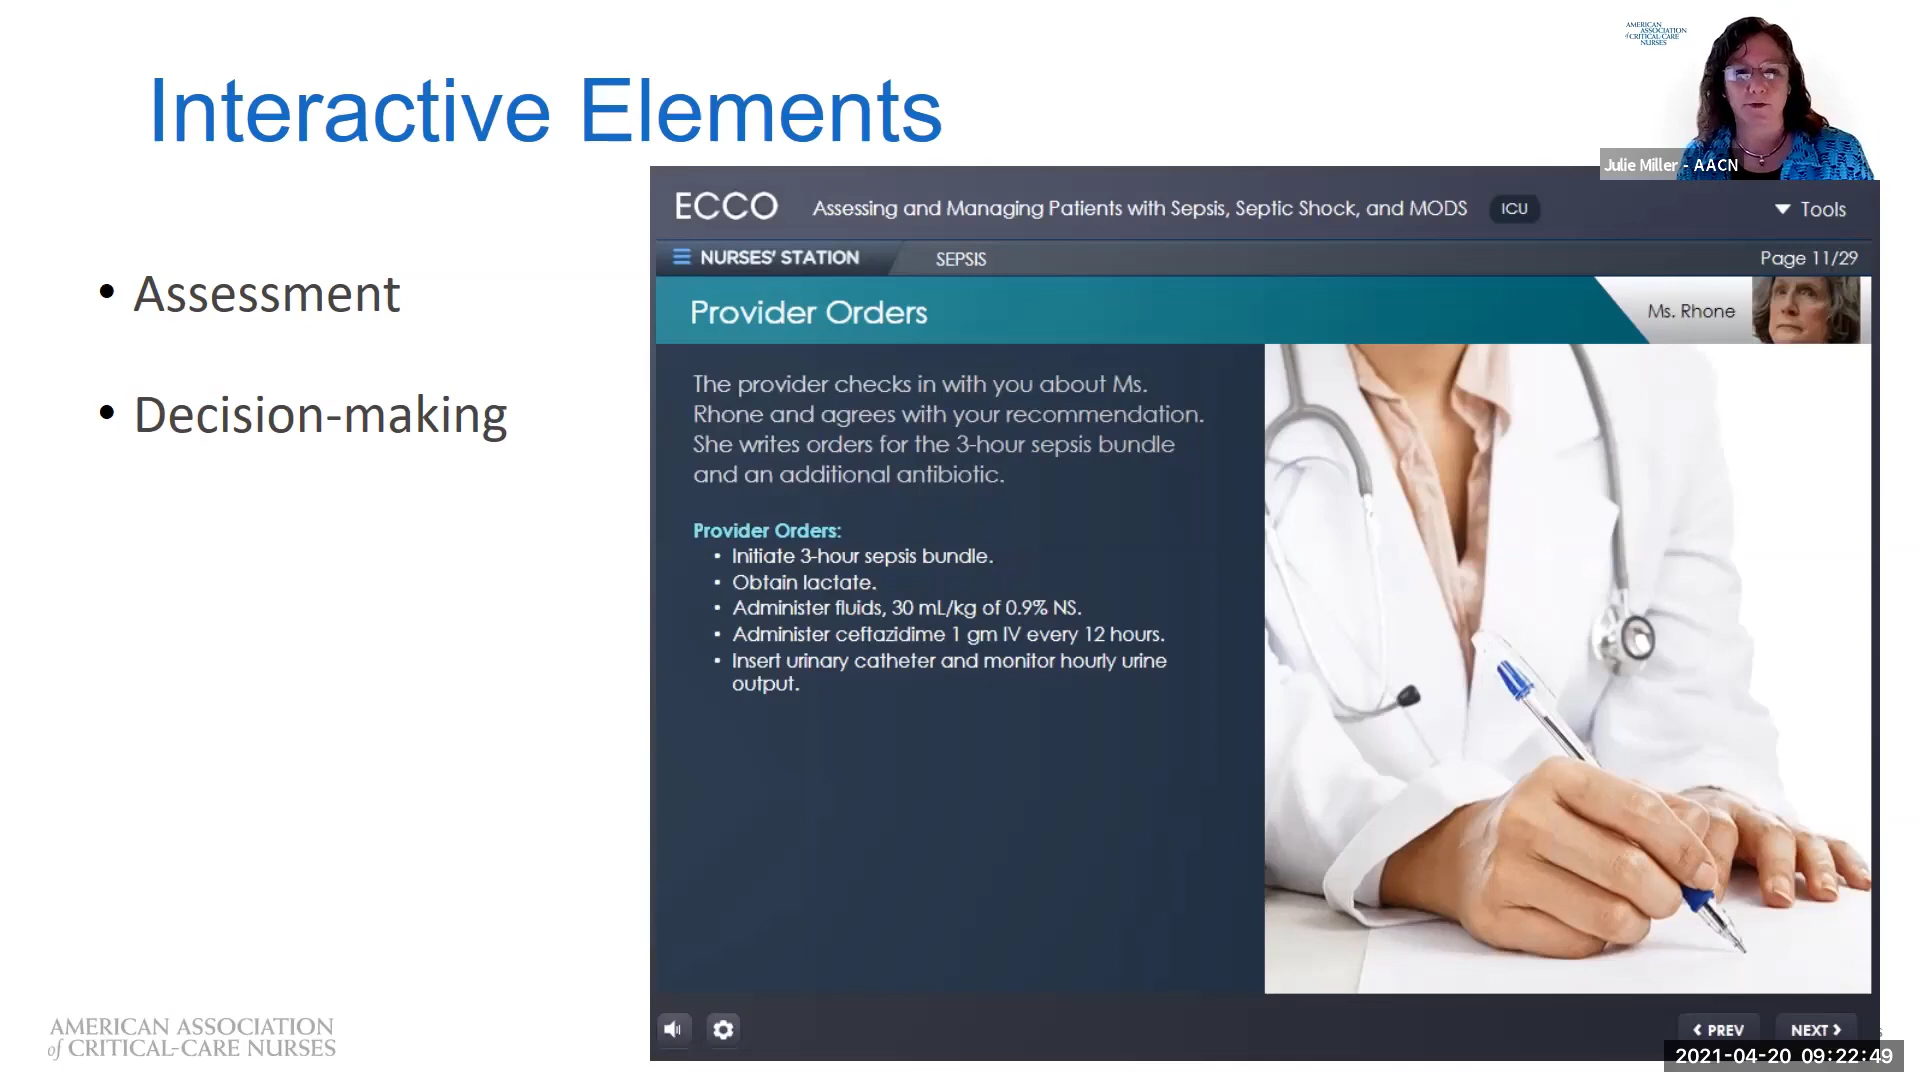 AMERICAN
ASSOCIATION
of CRITICAL-CARE
NURSES
Interactive Elements
Julie Miller - AACN
• Assessment
• Decision-making
ECCO
Assessing and Managing Patients with Sepsis, Septic Shock, and MODS
ICU
Tools
NURSES' STATION
SEPSIS
Page 11/29
Provider Orders
Ms. Rhone
The provider checks in with you about Ms.
Rhone and agrees with your recommendation.
She writes orders for the 3-hour sepsis bundle
and an additional antibiotic.
Provider Orders:
• Initiate 3-hour sepsis bundle.
• Obtain lactate.
• Administer fluids, 30 mL/kg of 0.9% NS.
• Administer ceftazidime 1 gm IV every 12 hours.
• Insert urinary catheter and monitor hourly urine
output.
AMERICAN ASSOCIATION
of CRITICAL-CARE NURSES
PREV
NEXT
2021-04-20 09:22:49